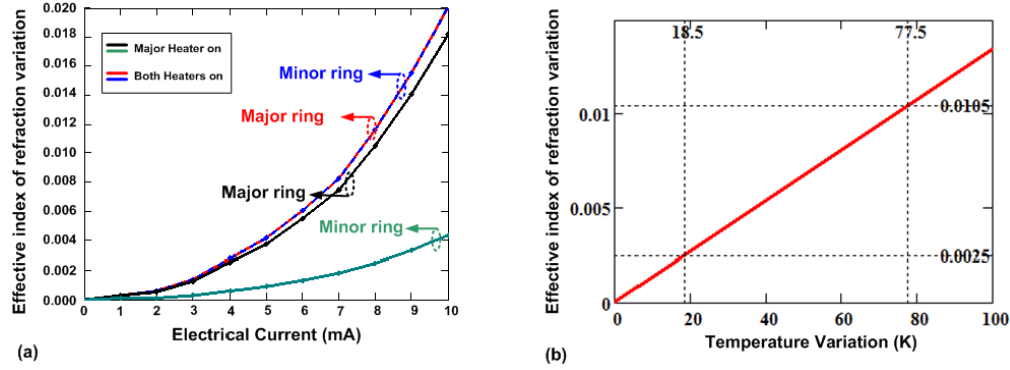 Effective index of refraction variation
0.020
0.018
0.016
0.014
0.012
0.010
0.008
0.006
0.004
0.002
0.000
Major Heater on
Both Heaters on
Minor ring
Major ring
Major ring
Minor ring
0 1 2 3 4 5 6 7 8 9 10
Electrical Current (mA)
(a)
Effective index of refraction variation
18.5 77.5
0.01
0.0105
0.005
0.0025
0
0 20 40 60 80 100
Temperature Variation (K)
(b)